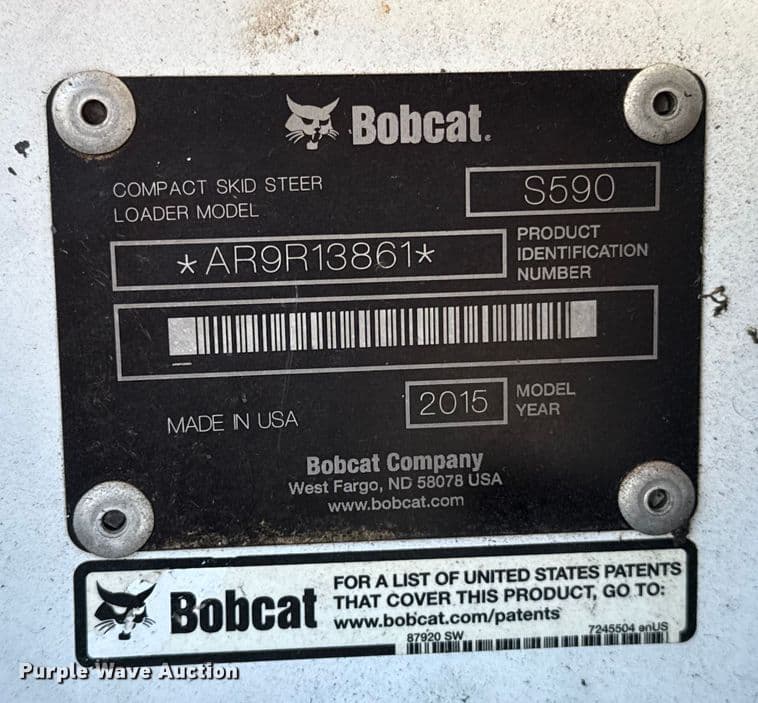 Bobcat.
COMPACT SKID STEER
LOADER MODEL
S590
*AR9R13861*
PRODUCT
IDENTIFICATION
NUMBER
MADE IN USA
2015
MODEL
YEAR
Bobcat Company
West Fargo, ND 58078 USA
www.bobcat.com
Bobcat
FOR A LIST OF UNITED STATES PATENTS
THAT COVER THIS PRODUCT, GO TO:
www.bobcat.com/patents
87920 SW
7245504 enUS
Purple Wave Auction